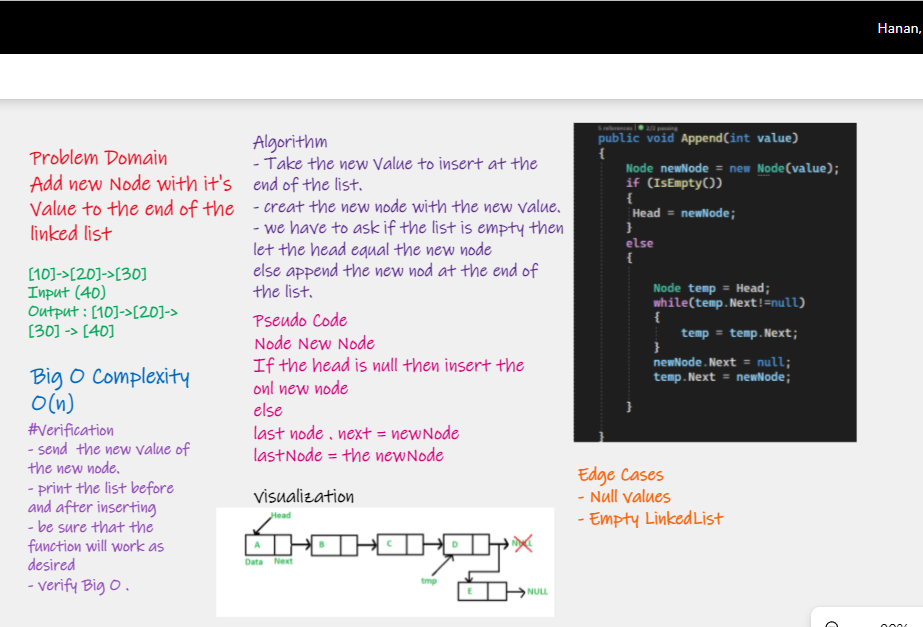 Hanan,
Problem Domain
Add new Node with it's
Value to the end of the
linked list
[10]->[20]->[30]
Input (40)
Output : [10]->[20]->
[30] -> [40]
Big O Complexity
O(n)
#Verification
- send the new value of
the new node.
- print the list before
and after inserting
- be sure that the
function will work as
desired
- verify Big O .
Algorithm
- Take the new Value to insert at the
end of the list.
- creat the new node with the new value.
- we have to ask if the list is empty then
let the head equal the new node
else append the new nod at the end of
the list.
Pseudo Code
Node New Node
If the head is null then insert the
onl new node
else
last node . next = newNode
lastNode = the newNode
Visualization
Head
A
B
C
D
NULL
Data Next
tmp
E
NULL
5 references | 2/2 passing
public void Append(int value)
{
Node newNode = new Node(value);
if (IsEmpty())
{
Head = newNode;
}
else
{
Node temp = Head;
while(temp.Next!=null)
{
temp = temp.Next;
}
newNode.Next = null;
temp.Next = newNode;
}
}
Edge Cases
- Null Values
- Empty LinkedList